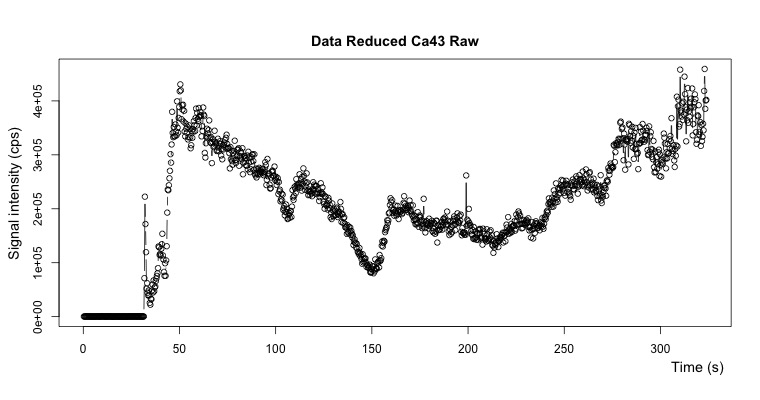 Data Reduced Ca43 Raw
Signal intensity (cps)
4e+05
3e+05
2e+05
1e+05
0e+00
0 50 100 150 200 250 300
Time (s)